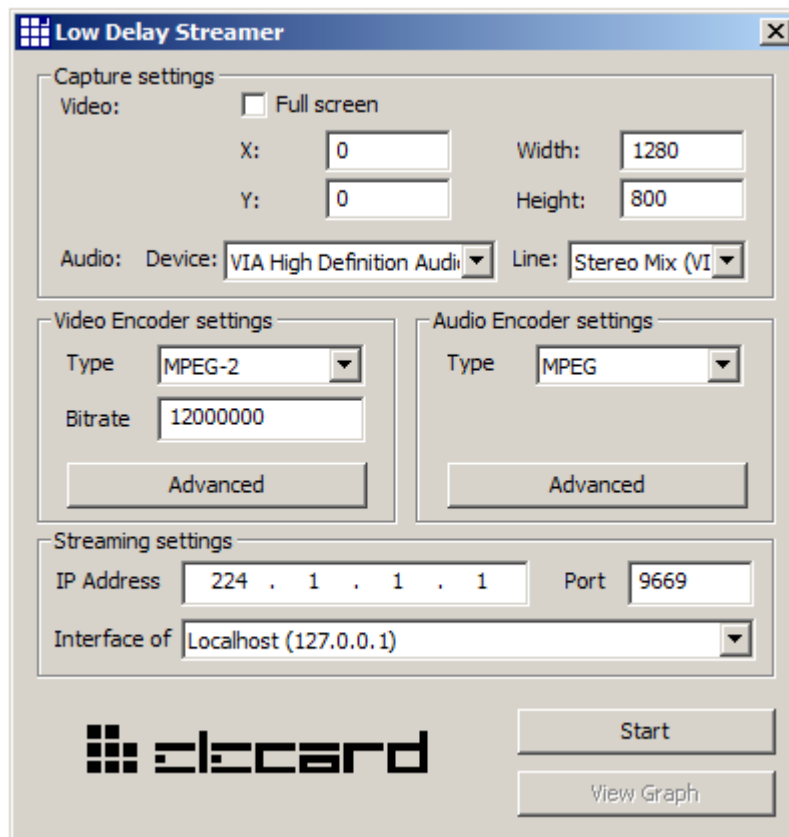 Low Delay Streamer
Capture settings
Video: Full screen
X: 0 Width: 1280
Y: 0 Height: 800
Audio: Device: VIA High Definition Audi Line: Stereo Mix (VI
Video Encoder settings
Type MPEG-2
Bitrate 12000000
Advanced
Audio Encoder settings
Type MPEG
Advanced
Streaming settings
IP Address 224 . 1 . 1 . 1 Port 9669
Interface of Localhost (127.0.0.1)
elecard
Start
View Graph